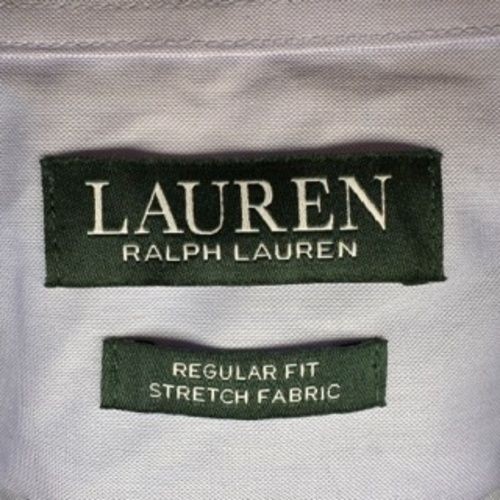 LAUREN
RALPH LAUREN
REGULAR FIT
STRETCH FABRIC